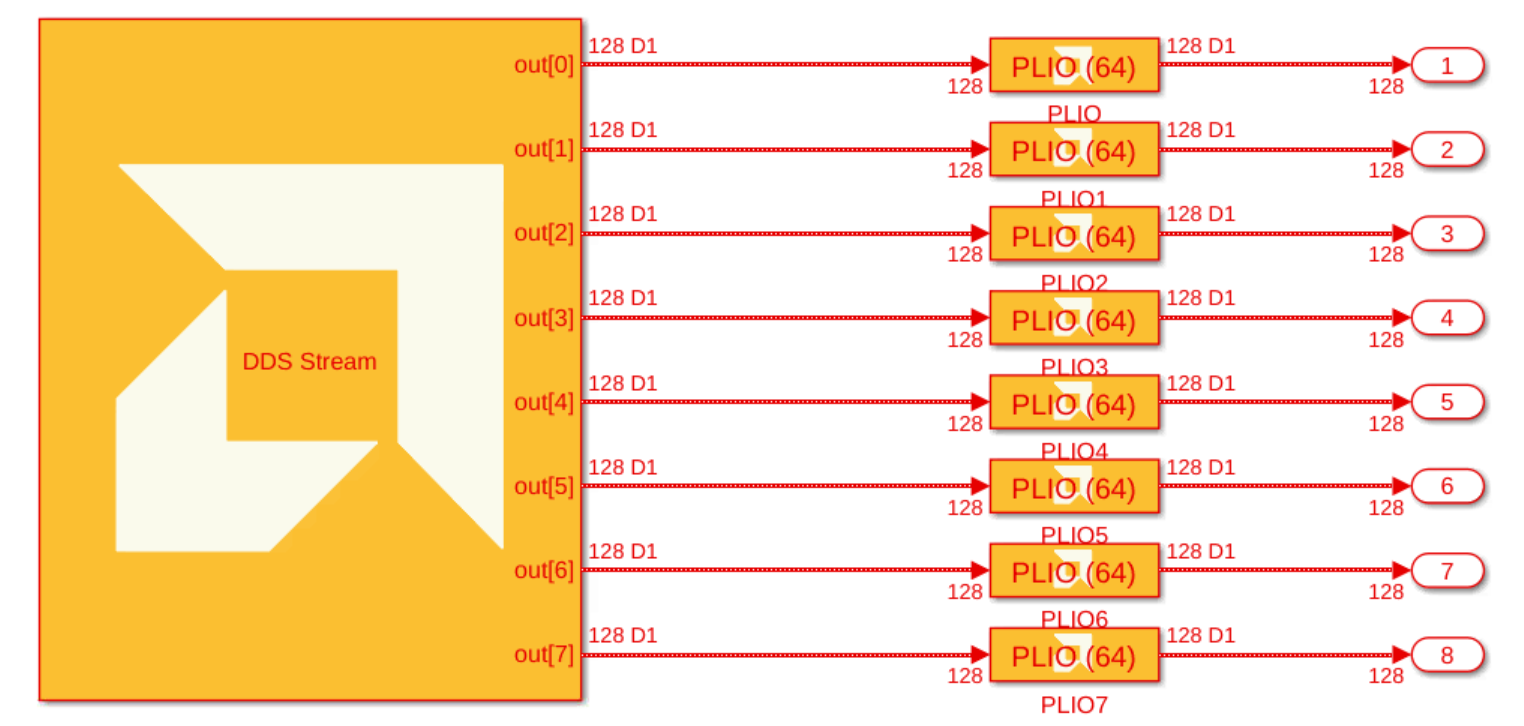 128 D1 128 D1
out[0] PLIO (64) 1
128 128
PLIO
128 D1 128 D1
out[1] PLIO (64) 2
128 128
PLIO1
128 D1 128 D1
out[2] PLIO (64) 3
128 128
PLIO2
128 D1 128 D1
out[3] PLIO (64) 4
128 128
DDS Stream
PLIO3
128 D1 128 D1
out[4] PLIO (64) 5
128 128
PLIO4
128 D1 128 D1
out[5] PLIO (64) 6
128 128
PLIO5
128 D1 128 D1
out[6] PLIO (64) 7
128 128
PLIO6
128 D1 128 D1
out[7] PLIO (64) 8
128 128
PLIO7